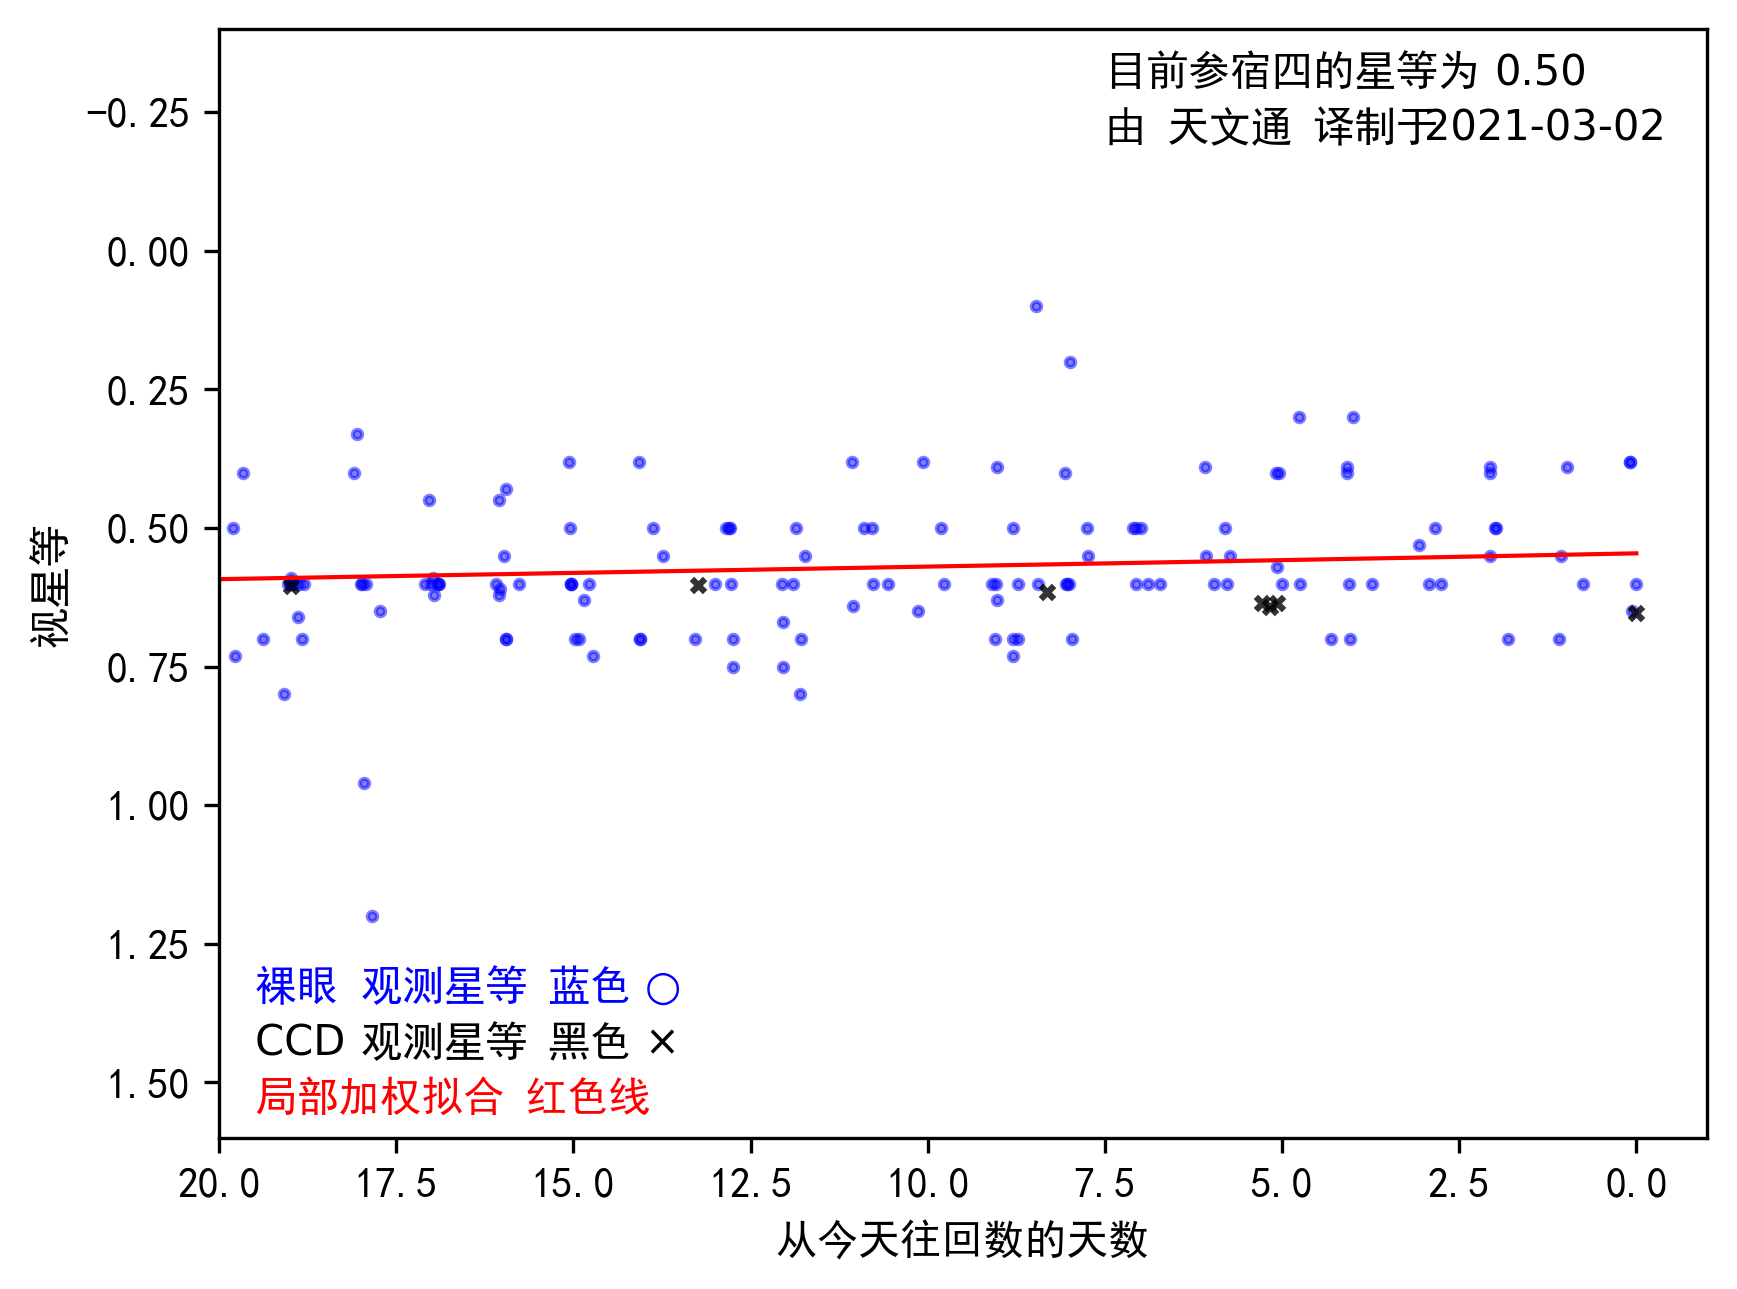 目前参宿四的星等为 0.50
由 天文通 译制于2021-03-02
−0.25
0.00
0.25
0.50
0.75
1.00
1.25
1.50
视星等
裸眼 观测星等 蓝色 ○
CCD 观测星等 黑色 ×
局部加权拟合 红色线
20.0 17.5 15.0 12.5 10.0 7.5 5.0 2.5 0.0
从今天往回数的天数